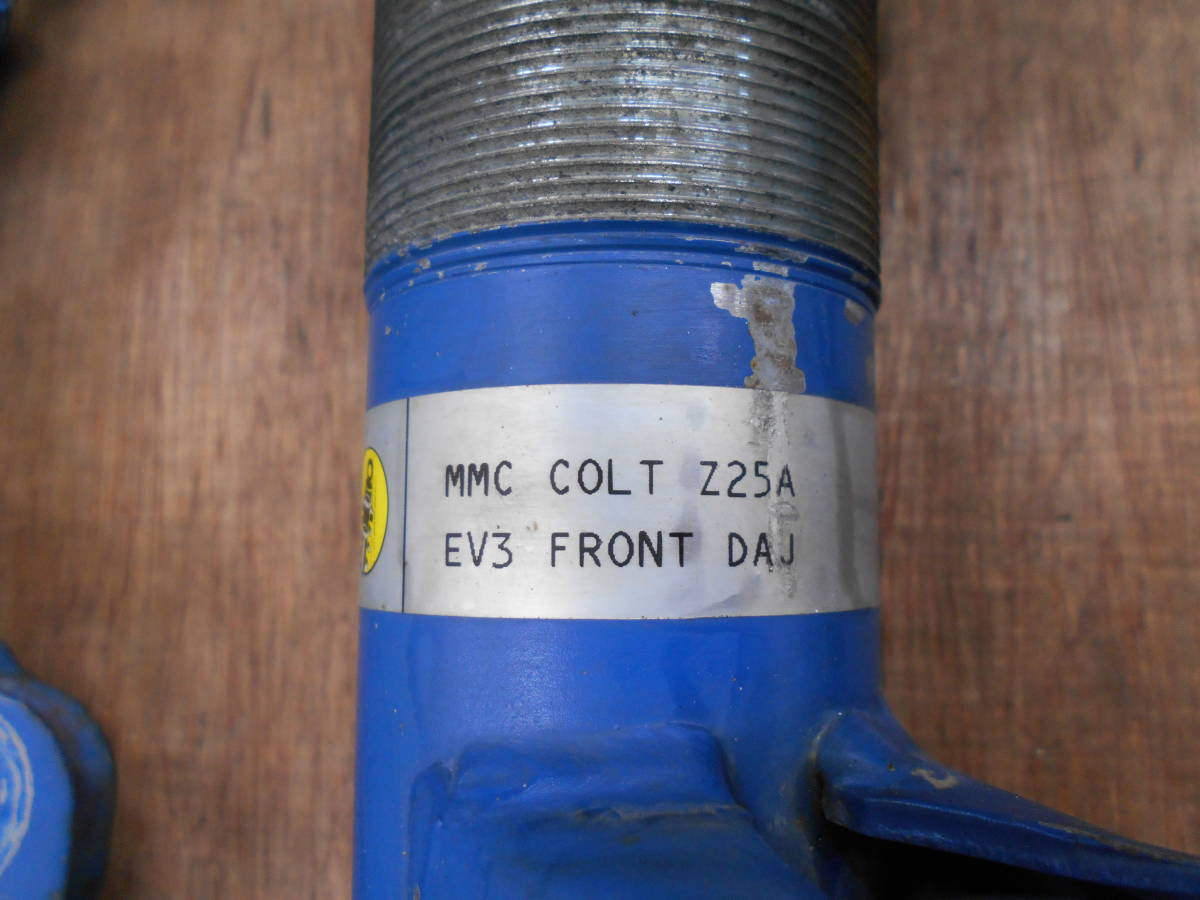 MMC COLT Z25A
EV3 FRONT DAJ